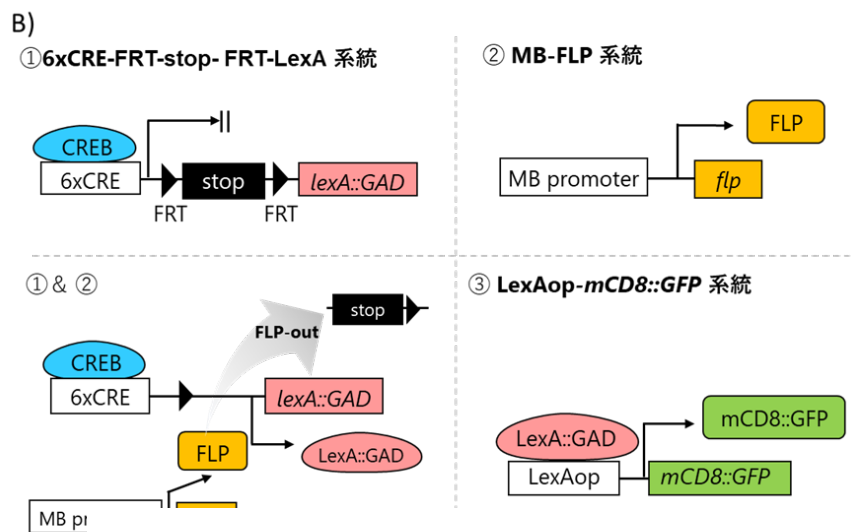 B)
①6xCRE-FRT-stop- FRT-LexA 系統
CREB
6xCRE
stop
lexA::GAD
FRT
FRT
② MB-FLP 系統
FLP
MB promoter
flp
①& ②
stop
FLP-out
CREB
6xCRE
lexA::GAD
FLP
LexA::GAD
MB
③ LexAop-mCD8::GFP 系統
mCD8::GFP
LexA::GAD
LexAop
mCD8::GFP